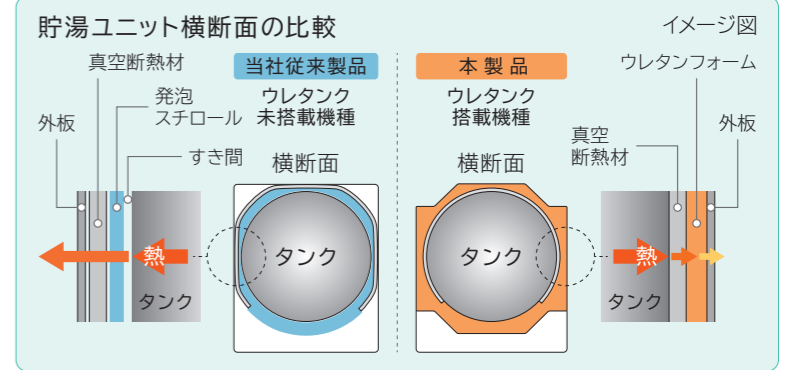 貯湯ユニット横断面の比較
イメージ図
真空断熱材
当社従来製品
本製品
ウレタンフォーム
発泡
スチロール
ウレタンク
未搭載機種
ウレタンク
搭載機種
外板
外板
すき間
真空
断熱材
横断面
横断面
熱
タンク
タンク
熱
タンク
タンク